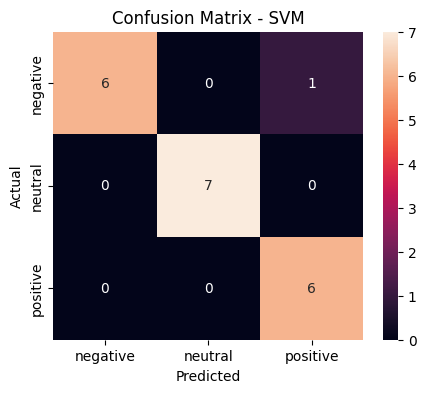 Confusion Matrix - SVM
Actual
negative
neutral
positive
6 0 1
0 7 0
0 0 6
negative neutral positive
Predicted
7
6
5
4
3
2
1
0